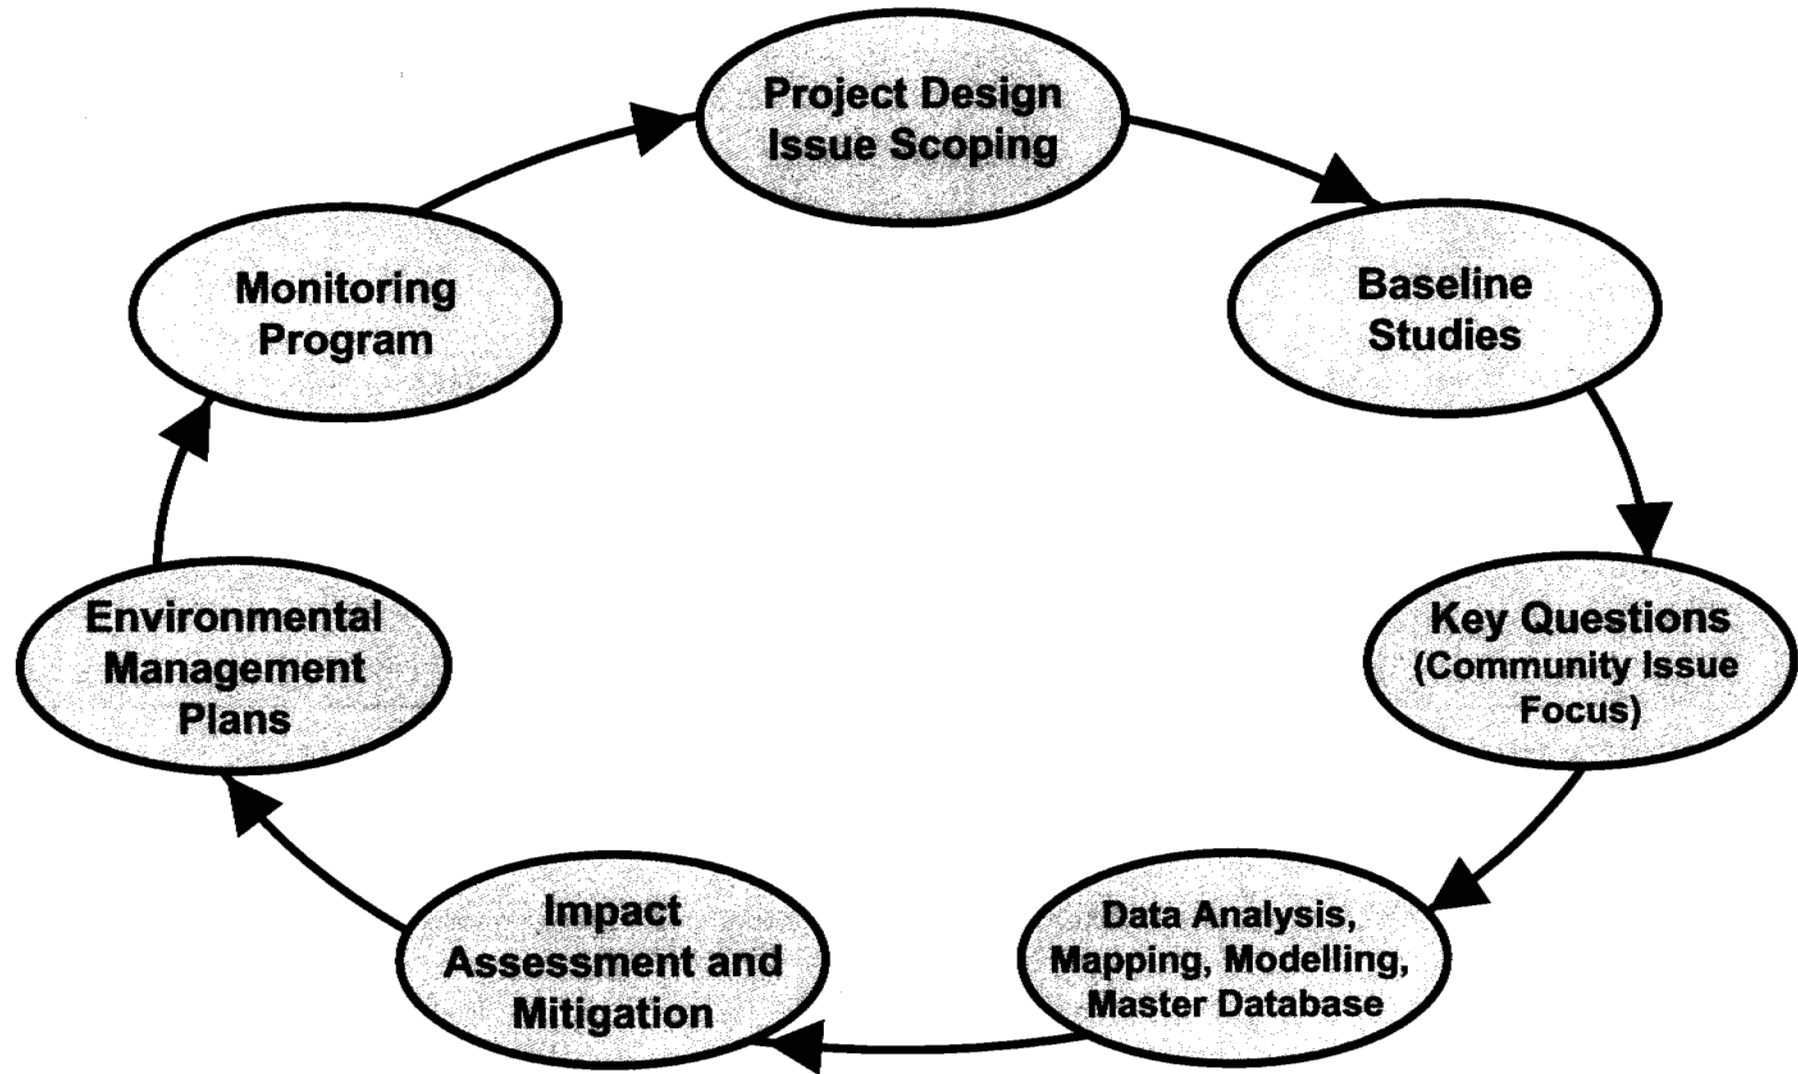 Project Design
Issue Scoping
Baseline
Studies
Key Questions
(Community Issue
Focus)
Data Analysis,
Mapping, Modelling,
Master Database
Impact
Assessment and
Mitigation
Environmental
Management
Plans
Monitoring
Program